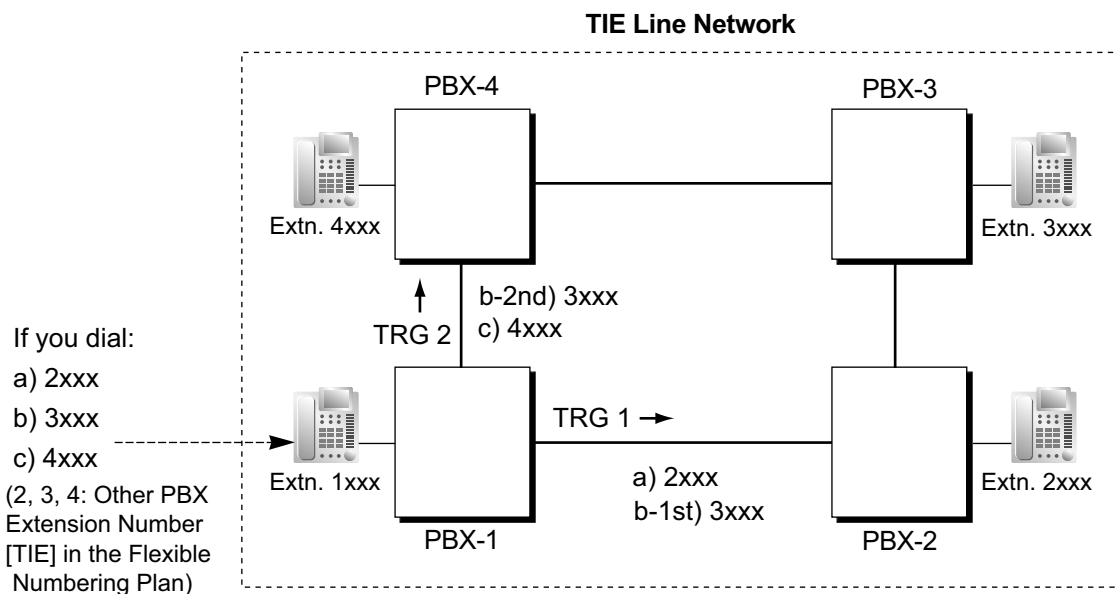 TIE Line Network
PBX-4
PBX-3
Extn. 4xxx
Extn. 3xxx
b-2nd) 3xxx
TRG 2
c) 4xxx
If you dial:
a) 2xxx
b) 3xxx
c) 4xxx
(2, 3, 4: Other PBX
Extension Number
[TIE] in the Flexible
Numbering Plan)
TRG 1
Extn. 1xxx
a) 2xxx
b-1st) 3xxx
Extn. 2xxx
PBX-1
PBX-2